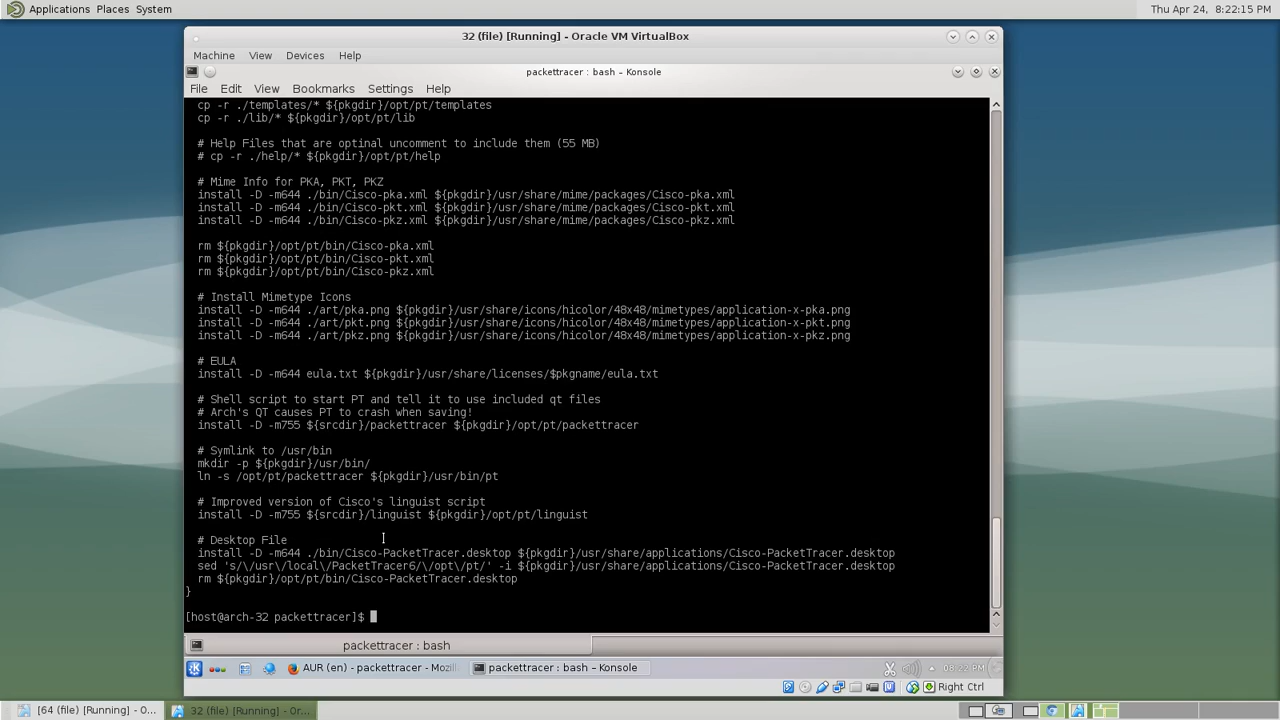 Applications Places System
Thu Apr 24, 8:22:15 PM
32 (file) [Running] - Oracle VM VirtualBox
Machine View Devices Help
packettracer : bash – Konsole
File Edit View Bookmarks Settings Help
cp -r ./templates/* ${pkgdir}/opt/pt/templates
cp -r ./lib/* ${pkgdir}/opt/pt/lib
# Help Files that are optinal uncomment to include them (55 MB)
# cp -r ./help/* ${pkgdir}/opt/pt/help
# Mime Info for PKA, PKT, PKZ
install -D -m644 ./bin/Cisco-pka.xml ${pkgdir}/usr/share/mime/packages/Cisco-pka.xml
install -D -m644 ./bin/Cisco-pkt.xml ${pkgdir}/usr/share/mime/packages/Cisco-pkt.xml
install -D -m644 ./bin/Cisco-pkz.xml ${pkgdir}/usr/share/mime/packages/Cisco-pkz.xml
rm ${pkgdir}/opt/pt/bin/Cisco-pka.xml
rm ${pkgdir}/opt/pt/bin/Cisco-pkt.xml
rm ${pkgdir}/opt/pt/bin/Cisco-pkz.xml
# Install Mimetype Icons
install -D -m644 ./art/pka.png ${pkgdir}/usr/share/icons/hicolor/48x48/mimetypes/application-x-pka.png
install -D -m644 ./art/pkt.png ${pkgdir}/usr/share/icons/hicolor/48x48/mimetypes/application-x-pkt.png
install -D -m644 ./art/pkz.png ${pkgdir}/usr/share/icons/hicolor/48x48/mimetypes/application-x-pkz.png
# EULA
install -D -m644 eula.txt ${pkgdir}/usr/share/licenses/$pkgname/eula.txt
# Shell script to start PT and tell it to use included qt files
# Arch's QT causes PT to crash when saving!
install -D -m755 ${srcdir}/packettracer ${pkgdir}/opt/pt/packettracer
# Symlink to /usr/bin
mkdir -p ${pkgdir}/usr/bin/
ln -s /opt/pt/packettracer ${pkgdir}/usr/bin/pt
# Improved version of Cisco's linguist script
install -D -m755 ${srcdir}/linguist ${pkgdir}/opt/pt/linguist
# Desktop File
install -D -m644 ./bin/Cisco-PacketTracer.desktop ${pkgdir}/usr/share/applications/Cisco-PacketTracer.desktop
sed 's/\/usr\/local\/PacketTracer6/\/opt\/pt/' -i ${pkgdir}/usr/share/applications/Cisco-PacketTracer.desktop
rm ${pkgdir}/opt/pt/bin/Cisco-PacketTracer.desktop
}
[host@arch-32 packettracer]$
packettracer : bash
AUR (en) - packettracer - Mozil
packettracer : bash – Konsole
08:22 PM
Right Ctrl
[64 (file) [Running] - O...
32 (file) [Running] - Or...